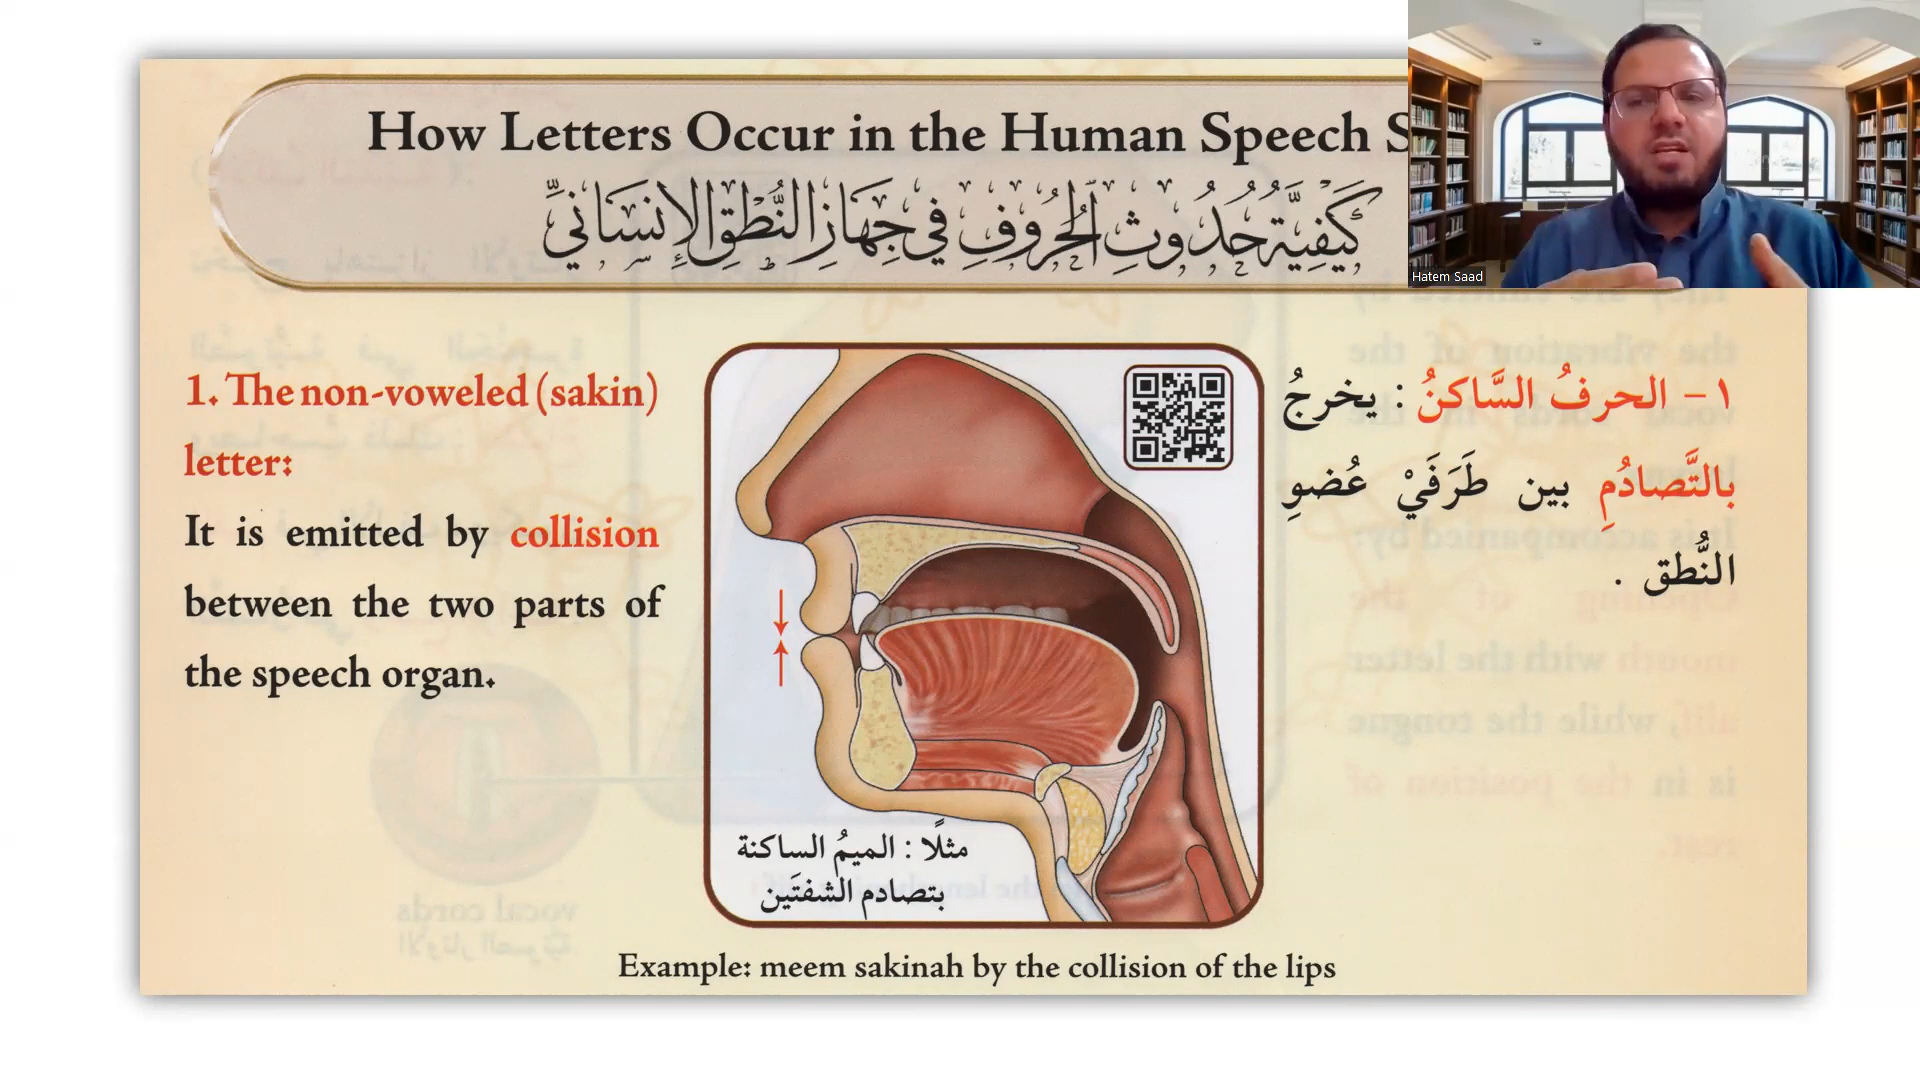 How Letters Occur in the Human Speech S
كَيْفِيَّةُ حُدُوثِ الْحُرُوفِ فِي جِهَازِ النُّطْقِ الإِنسَانِيِّ
Hatem Saad
1. The non-voweled (sakin)
letter:
It is emitted by collision
between the two parts of
the speech organ.
١ – الحرفُ السَّاكنُ : يخرجُ
بالتَّصادُمِ بين طَرَفَيْ عُضوِ
النُّطق .
مثلًا : الميمُ الساكنة
بتصادم الشفتَين
Example: meem sakinah by the collision of the lips